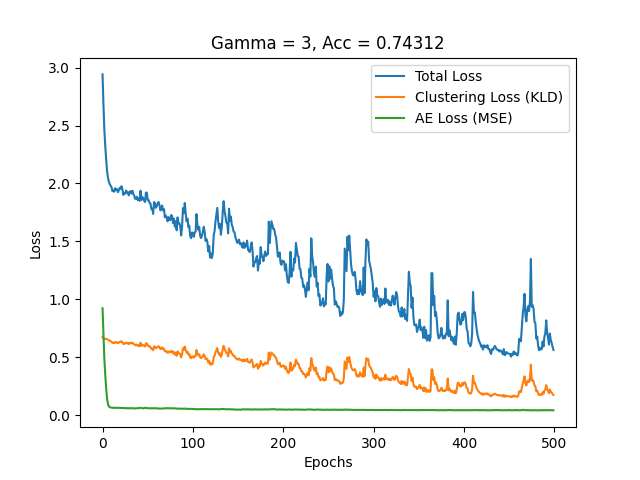 Gamma = 3, Acc = 0.74312
Total Loss
Clustering Loss (KLD)
AE Loss (MSE)
3.0
2.5
2.0
1.5
1.0
0.5
0.0
Loss
0 100 200 300 400 500
Epochs